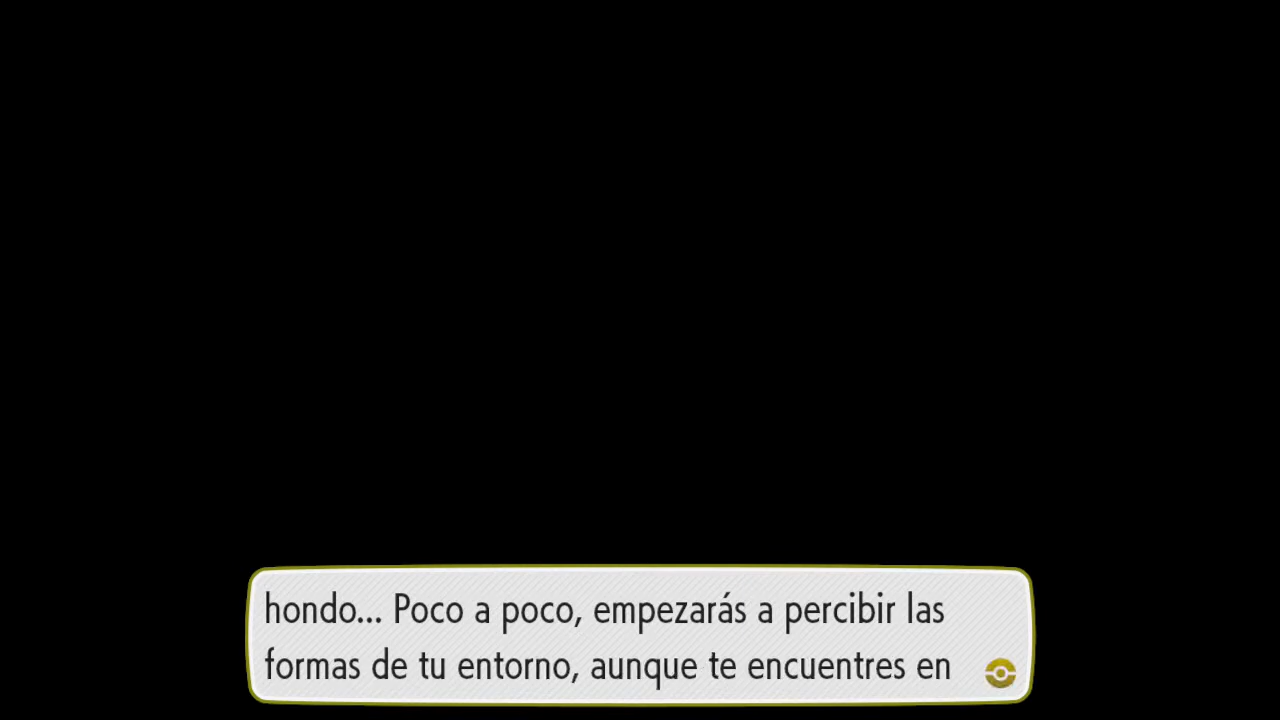 hondo... Poco a poco, empezarás a percibir las
formas de tu entorno, aunque te encuentres en